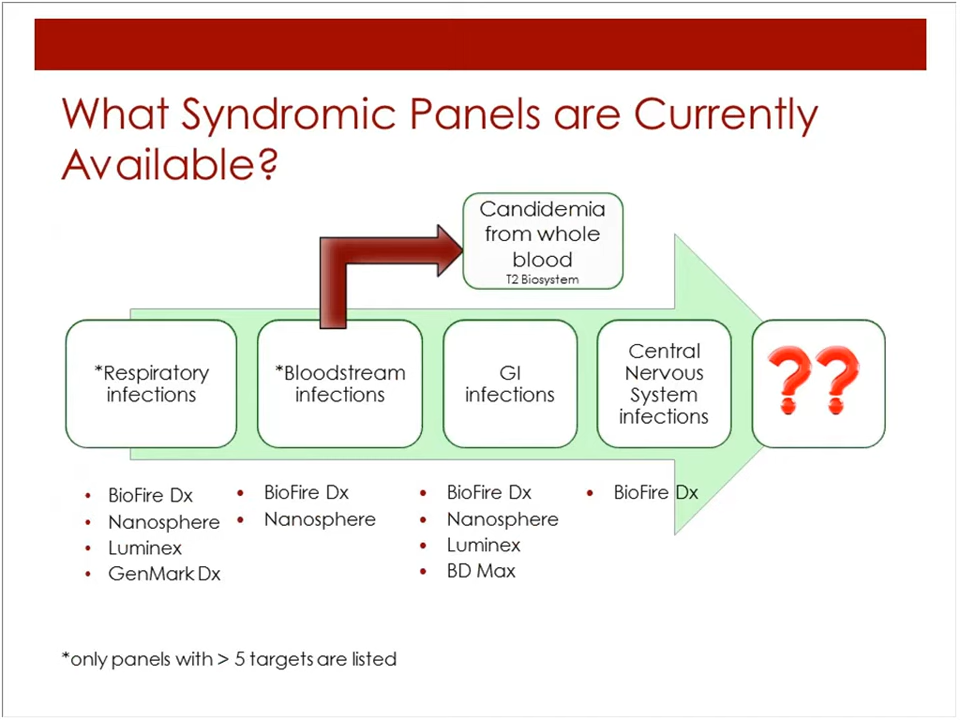 What Syndromic Panels are Currently
Available?
Candidemia
from whole
blood
T2 Biosystem
*Respiratory
infections
*Bloodstream
infections
GI
infections
Central
Nervous
System
infections
??
• BioFire Dx
• Nanosphere
• Luminex
• GenMark Dx
• BioFire Dx
• Nanosphere
• BioFire Dx
• Nanosphere
• Luminex
• BD Max
• BioFire Dx
*only panels with > 5 targets are listed